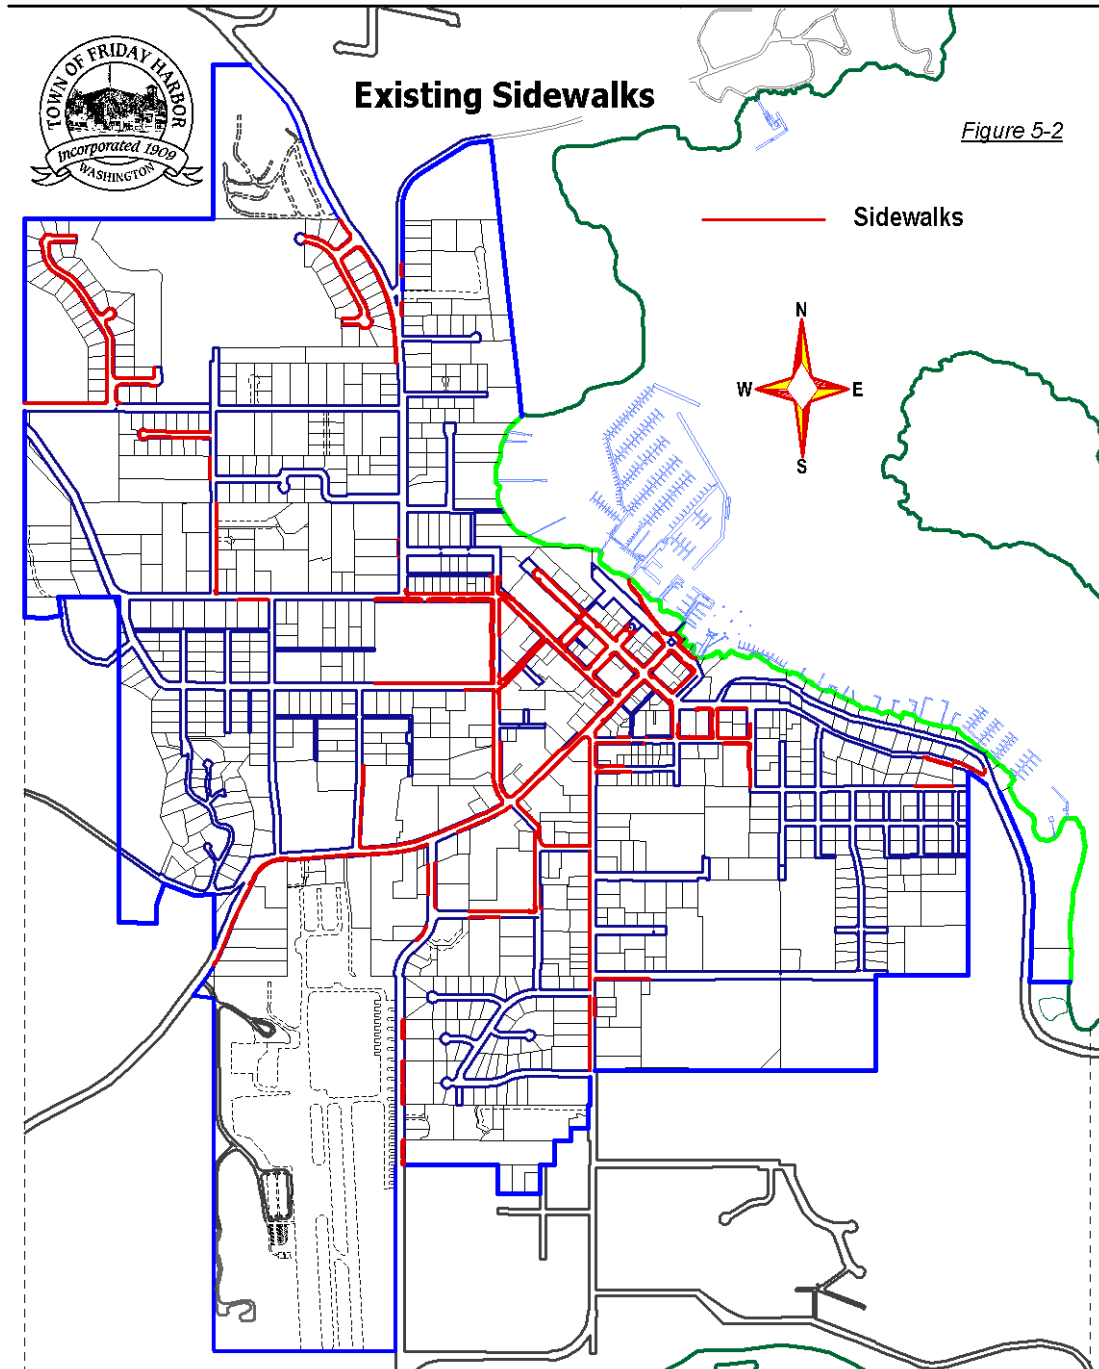 TOWN OF FRIDAY HARBOR
Incorporated 1909
WASHINGTON
Existing Sidewalks
Figure 5-2
Sidewalks
N
W E
S